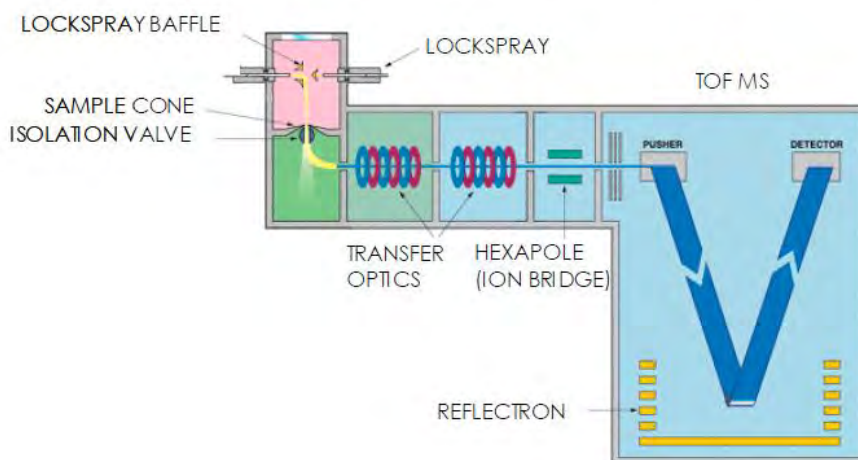 LOCKSPRAY BAFFLE
LOCKSPRAY
TOF MS
SAMPLE CONE
ISOLATION VALVE
PUSHER
DETECTOR
TRANSFER
OPTICS
HEXAPOLE
(ION BRIDGE)
REFLECTRON